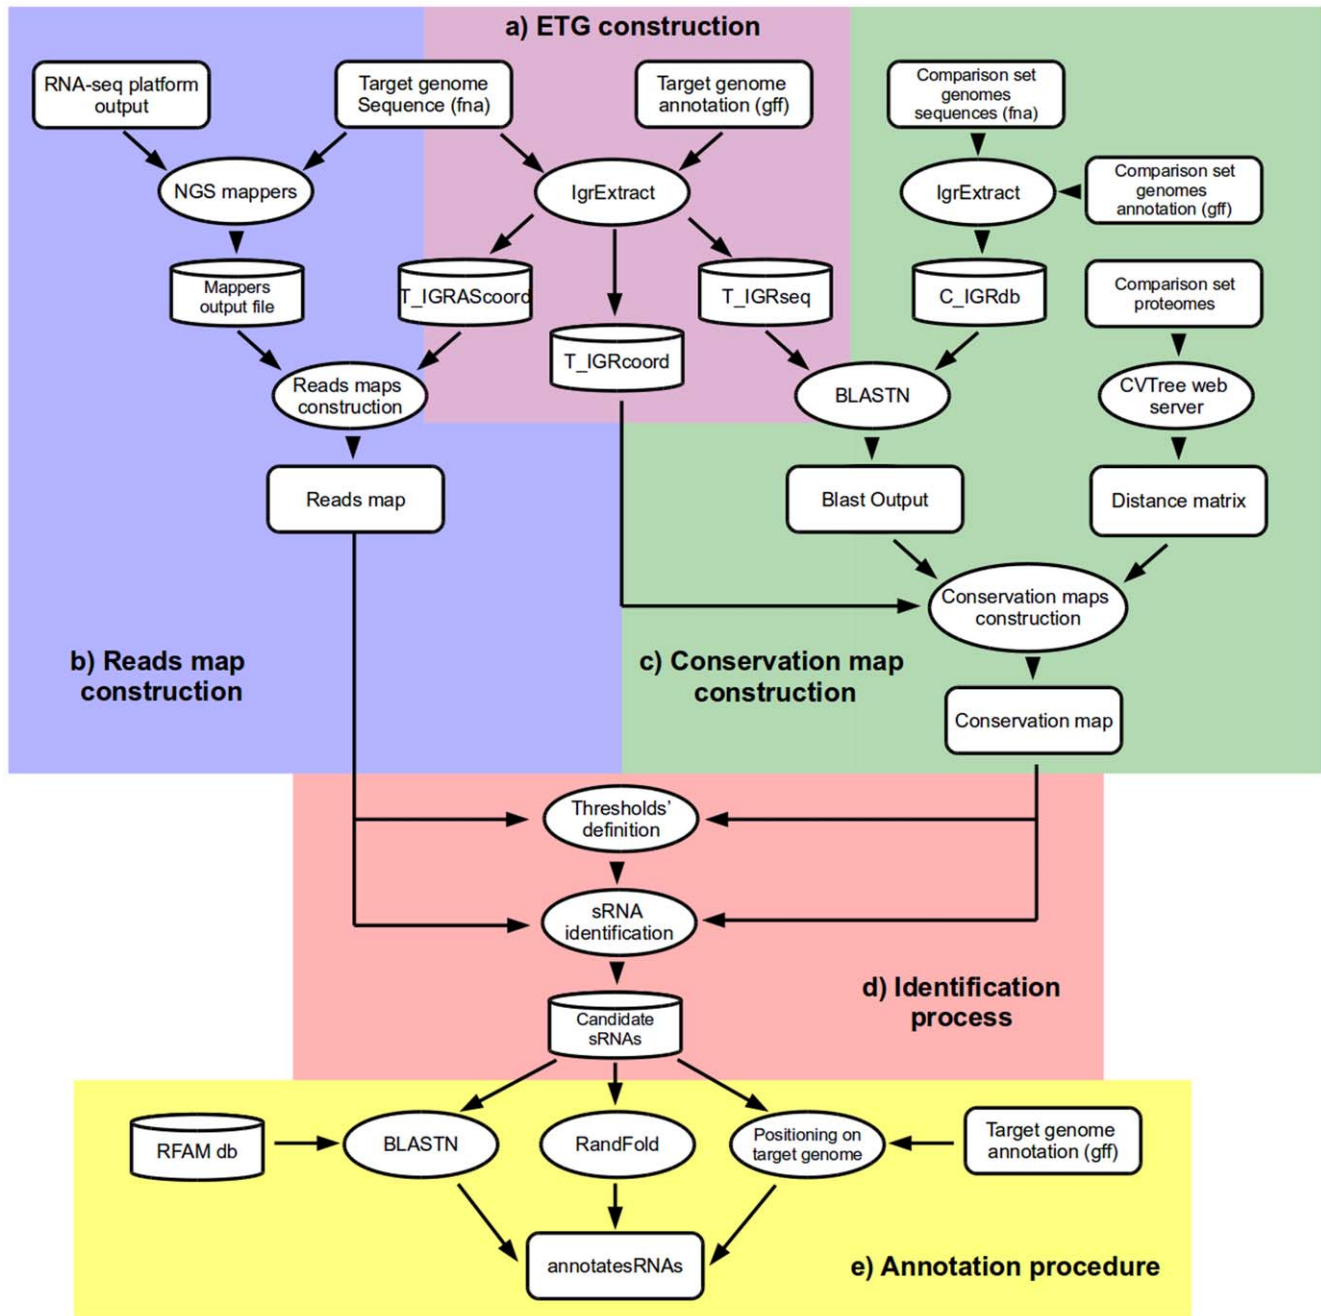 a) ETG construction
RNA-seq platform
output
Target genome
Sequence (fna)
Target genome
annotation (gff)
Comparison set
genomes
sequences (fna)
NGS mappers
IgrExtract
IgrExtract
Comparison set
genomes
annotation (gff)
Mappers
output file
T_IGRAScoord
T_IGRseq
C_IGRdb
Comparison set
proteomes
T_IGRcoord
Reads maps
construction
BLASTN
CVTree web
server
Reads map
Blast Output
Distance matrix
Conservation maps
construction
b) Reads map
construction
c) Conservation map
construction
Conservation map
Thresholds'
definition
sRNA
identification
d) Identification
process
Candidate
sRNAs
RFAM db
BLASTN
RandFold
Positioning on
target genome
Target genome
annotation (gff)
annotatesRNAs
e) Annotation procedure